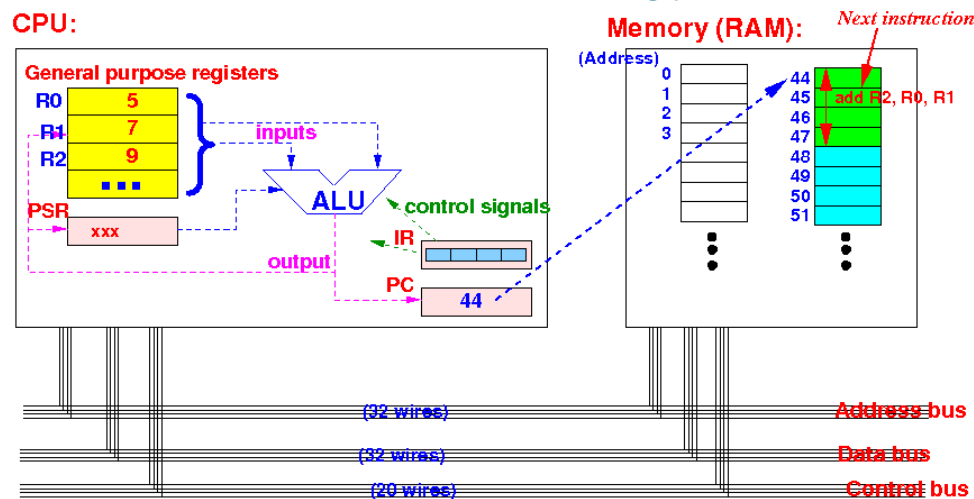 CPU:
Memory (RAM):
Next instruction
(Address)
General purpose registers
R0 5
R1 7
R2 9
inputs
ALU
control signals
PSR
xxx
IR
output
PC
44
0
1
2
3
44
45 add R2, R0, R1
46
47
48
49
50
51
(32 wires) Address bus
(32 wires) Data bus
(20 wires) Control bus